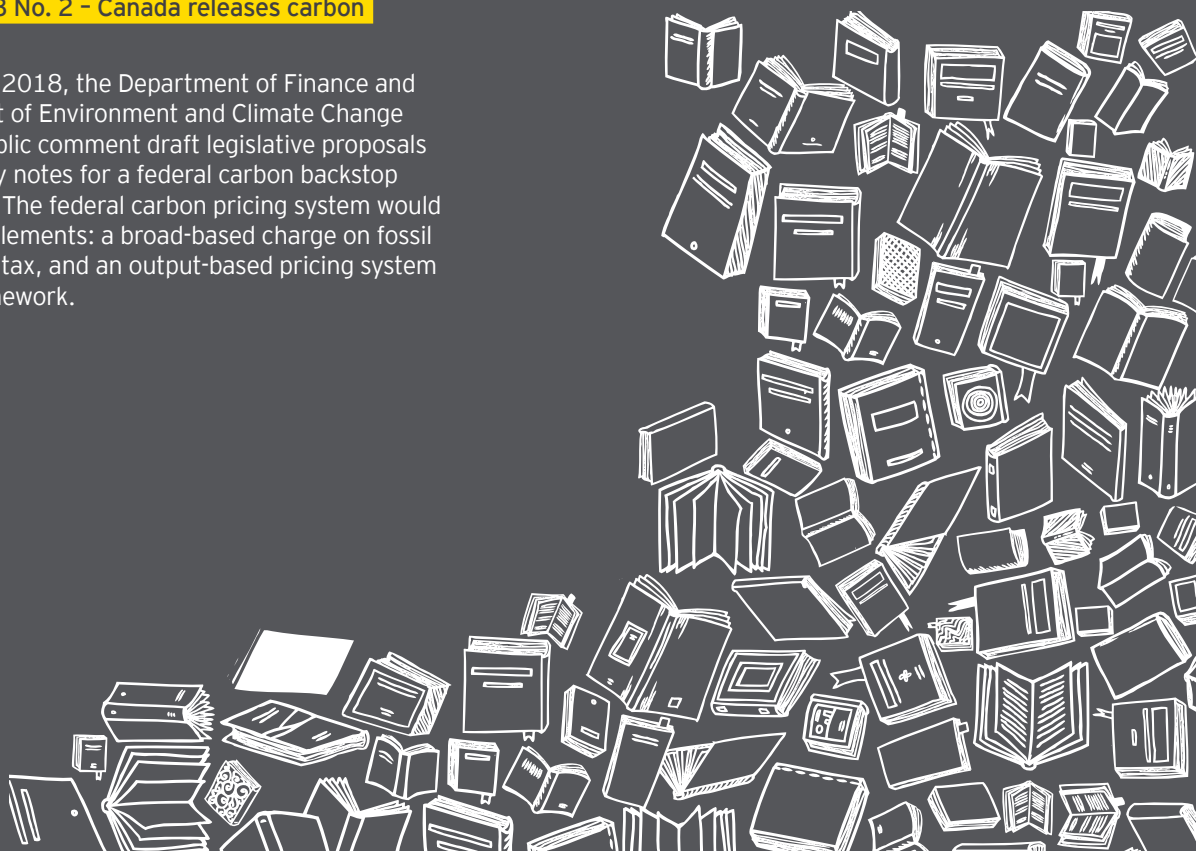 3 No. 2 – Canada releases carbon
2018, the Department of Finance and
t of Environment and Climate Change
blic comment draft legislative proposals
y notes for a federal carbon backstop
The federal carbon pricing system would
lements: a broad-based charge on fossil
tax, and an output-based pricing system
nework.